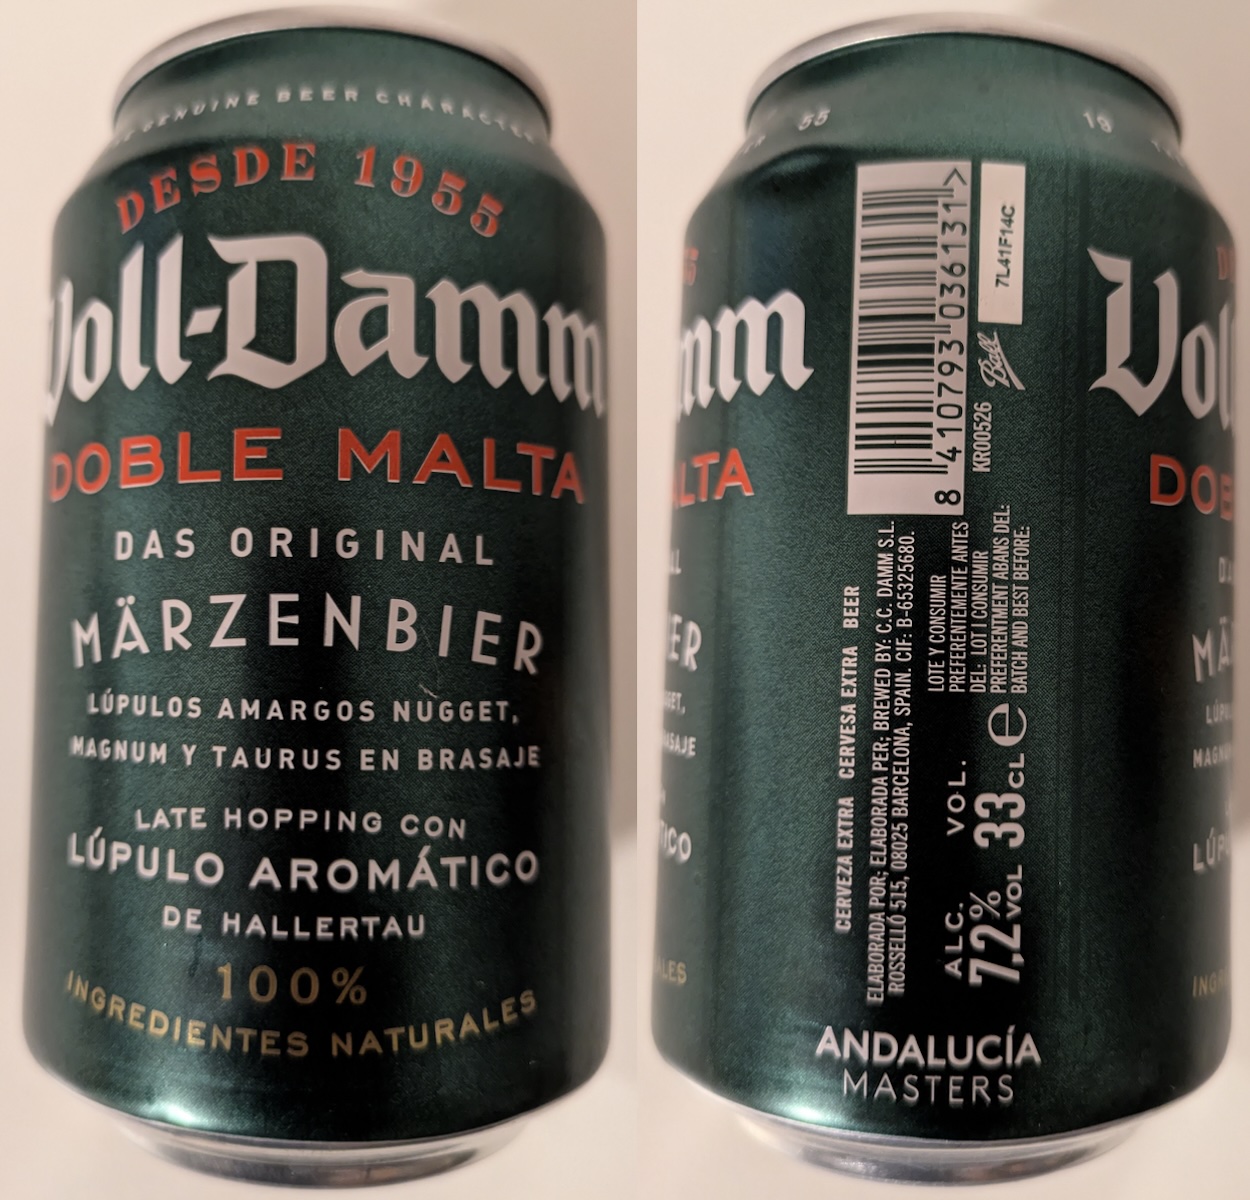 GENUINE BEER CHARACTER
DESDE 1955
Voll-Damm
DOBLE MALTA
DAS ORIGINAL
MÄRZENBIER
LÚPULOS AMARGOS NUGGET,
MAGNUM Y TAURUS EN BRASAJE
LATE HOPPING CON
LÚPULO AROMÁTICO
DE HALLERTAU
100%
INGREDIENTES NATURALES
55
19
mm
ALTA
Vol
DOB
CERVEZA EXTRA CERVESA EXTRA BEER
ELABORADA POR; ELABORADA PER; BREWED BY: C.C. DAMM S.L.
ROSSELLÓ 515, 08025 BARCELONA, SPAIN. CIF: B-65325680.
ALC. VOL.
7,2% VOL 33 CL e
LOTE Y CONSUMIR
PREFERENTEMENTE ANTES
DEL: LOT I CONSUMIR
PREFERENTMENT ABANS DEL:
BATCH AND BEST BEFORE:
8 410793 036131 >
KR00526 Ball
7L41F14C
ANDALUCÍA
MASTERS